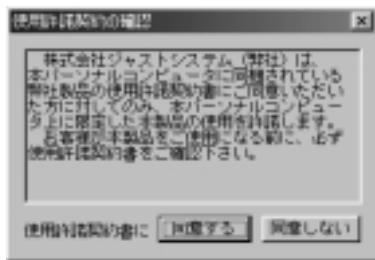 使用許諾契約の確認
株式会社ジャストシステム（弊社）は、
本パーソナルコンピュータに同梱されている
弊社製品の使用許諾契約書にご同意いただい
た方に対してのみ、本パーソナルコンピュー
タ上に限定した本製品の使用を許諾します。
お客様が本製品をご使用になる前に、必ず
使用許諾契約書をご確認下さい。
使用許諾契約書に 同意する 同意しない